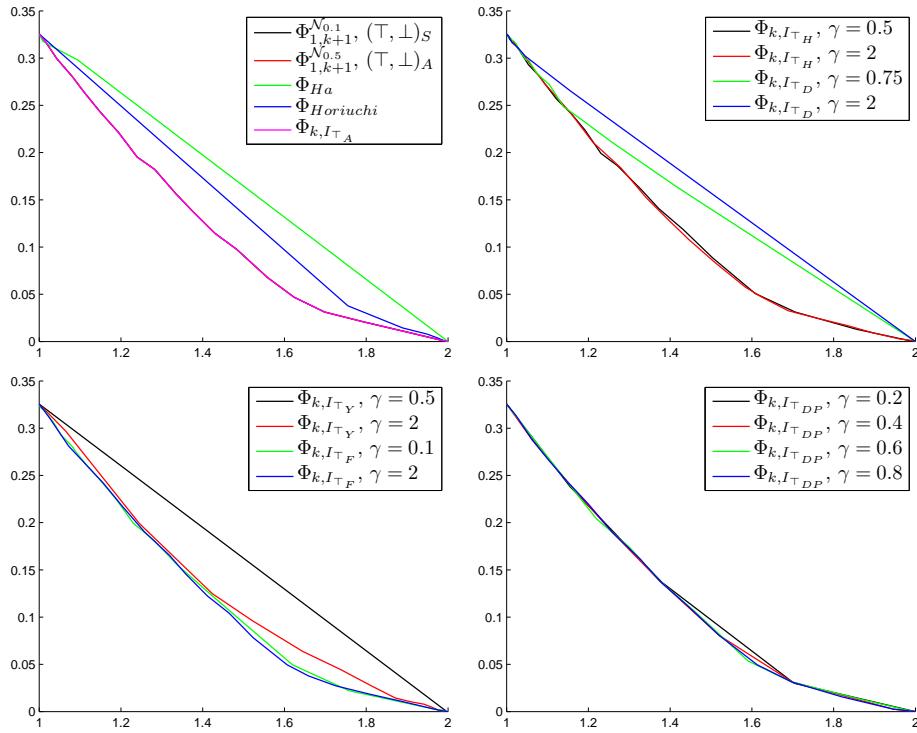 0.35
0.3
0.25
0.2
0.15
0.1
0.05
0
1 1.2 1.4 1.6 1.8 2
Φ_{1,k+1}^{𝒩_{0.1}}, (⊤, ⊥)_S
Φ_{1,k+1}^{𝒩_{0.5}}, (⊤, ⊥)_A
Φ_{Ha}
Φ_{Horiuchi}
Φ_{k,I_{⊤_A}}
0.35
0.3
0.25
0.2
0.15
0.1
0.05
0
1 1.2 1.4 1.6 1.8 2
Φ_{k,I_{⊤_H}}, γ = 0.5
Φ_{k,I_{⊤_H}}, γ = 2
Φ_{k,I_{⊤_D}}, γ = 0.75
Φ_{k,I_{⊤_D}}, γ = 2
0.35
0.3
0.25
0.2
0.15
0.1
0.05
0
1 1.2 1.4 1.6 1.8 2
Φ_{k,I_{⊤_Y}}, γ = 0.5
Φ_{k,I_{⊤_Y}}, γ = 2
Φ_{k,I_{⊤_F}}, γ = 0.1
Φ_{k,I_{⊤_F}}, γ = 2
0.35
0.3
0.25
0.2
0.15
0.1
0.05
0
1 1.2 1.4 1.6 1.8 2
Φ_{k,I_{⊤_{DP}}}, γ = 0.2
Φ_{k,I_{⊤_{DP}}}, γ = 0.4
Φ_{k,I_{⊤_{DP}}}, γ = 0.6
Φ_{k,I_{⊤_{DP}}}, γ = 0.8